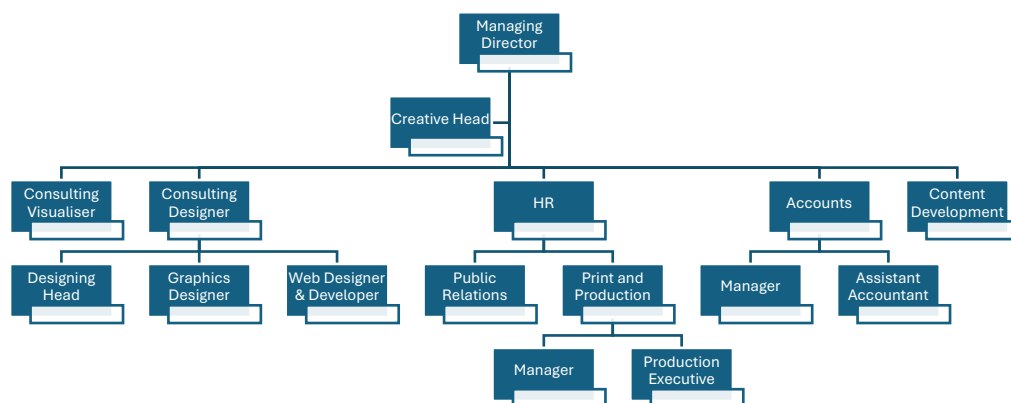 Managing
Director
Creative Head
Consulting
Visualiser
Consulting
Designer
HR
Accounts
Content
Development
Designing
Head
Graphics
Designer
Web Designer
& Developer
Public
Relations
Print and
Production
Manager
Assistant
Accountant
Manager
Production
Executive